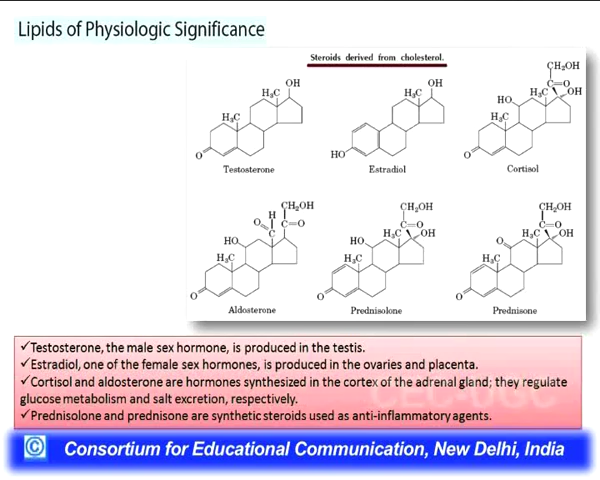 Lipids of Physiologic Significance
Steroids derived from cholesterol.
OH
H₃C
H₃C
O
Testosterone
OH
H₃C
HO
Estradiol
CH₂OH
C=O
H₃C
OH
HO
H₃C
O
Cortisol
CH₂OH
H
O
C=O
C
HO
H₃C
O
Aldosterone
CH₂OH
C=O
H₃C
OH
HO
H₃C
O
Prednisolone
CH₂OH
C=O
H₃C
OH
O
H₃C
O
Prednisone
✓Testosterone, the male sex hormone, is produced in the testis.
✓Estradiol, one of the female sex hormones, is produced in the ovaries and placenta.
✓Cortisol and aldosterone are hormones synthesized in the cortex of the adrenal gland; they regulate
glucose metabolism and salt excretion, respectively.
✓Prednisolone and prednisone are synthetic steroids used as anti-inflammatory agents.
CEC-UGC
© Consortium for Educational Communication, New Delhi, India